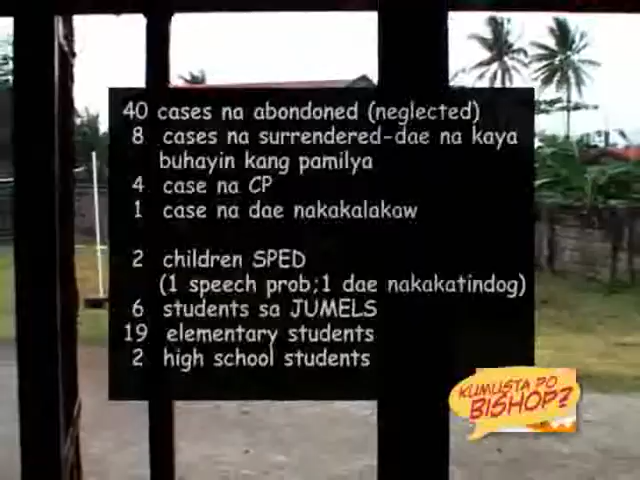 40 cases na abondoned (neglected)
8 cases na surrendered-dae na kaya
buhayin kang pamilya
4 case na CP
1 case na dae nakakalakaw
2 children SPED
(1 speech prob;1 dae nakakatindog)
6 students sa JUMELS
19 elementary students
2 high school students
KUMUSTA PO
BISHOP?